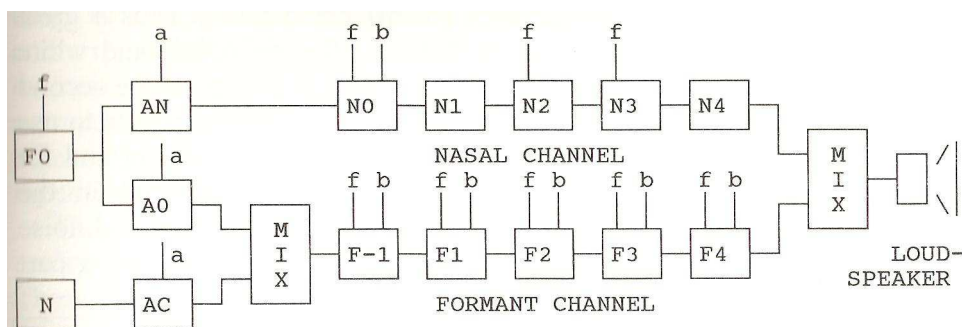 a f b f f
f
AN N0 N1 N2 N3 N4
F0 NASAL CHANNEL
a M
I
X
f b f b f b f b f b
A0 M
I
X
F-1 F1 F2 F3 F4
a
LOUD-
SPEAKER
N AC
FORMANT CHANNEL